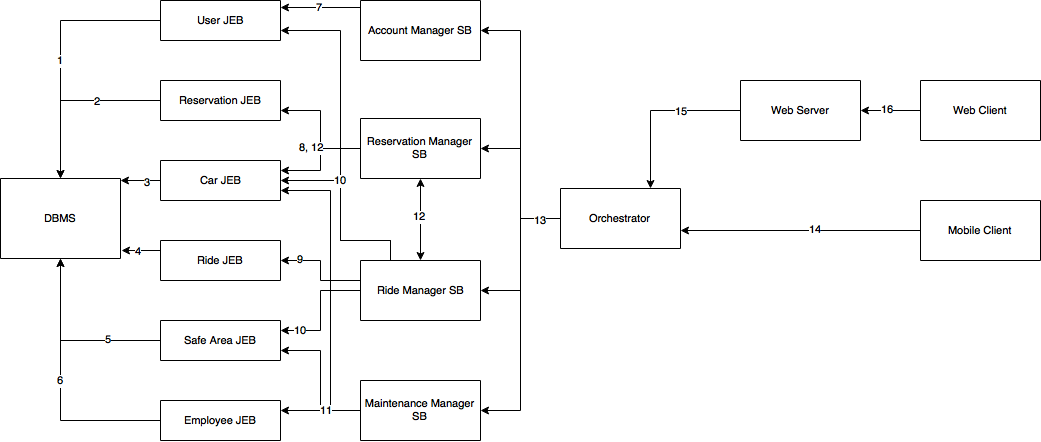 User JEB
7
Account Manager SB
1
2
Reservation JEB
Web Server
16
Web Client
15
Reservation Manager
SB
8, 12
3
Car JEB
10
DBMS
12
13
Orchestrator
14
Mobile Client
4
Ride JEB
9
Ride Manager SB
10
5
Safe Area JEB
6
11
Maintenance Manager
SB
Employee JEB